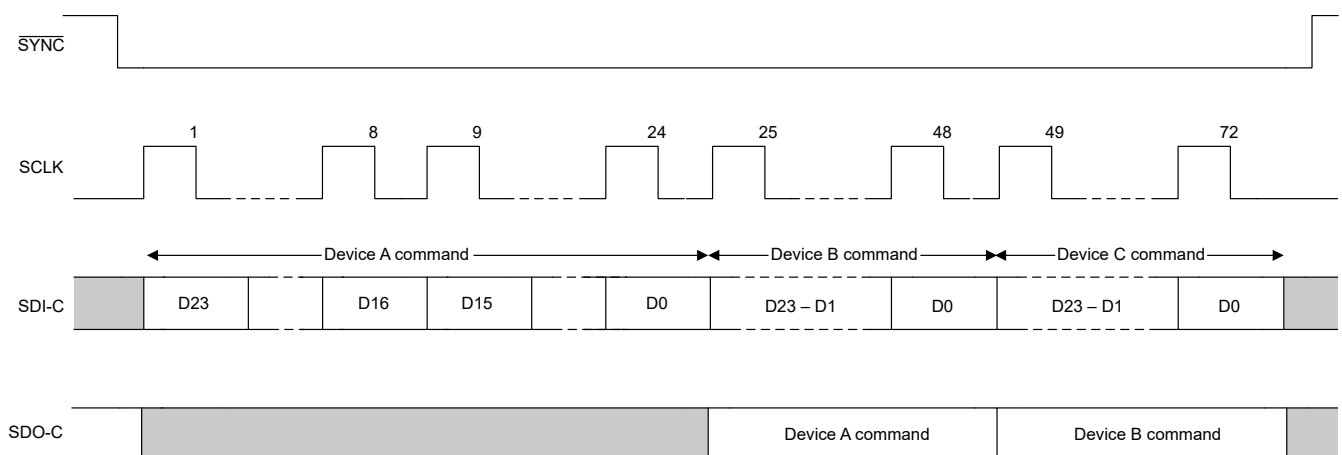 SYNC
1 8 9 24 25 48 49 72
SCLK
Device A command Device B command Device C command
SDI-C D23 D16 D15 D0 D23 – D1 D0 D23 – D1 D0
SDO-C Device A command Device B command